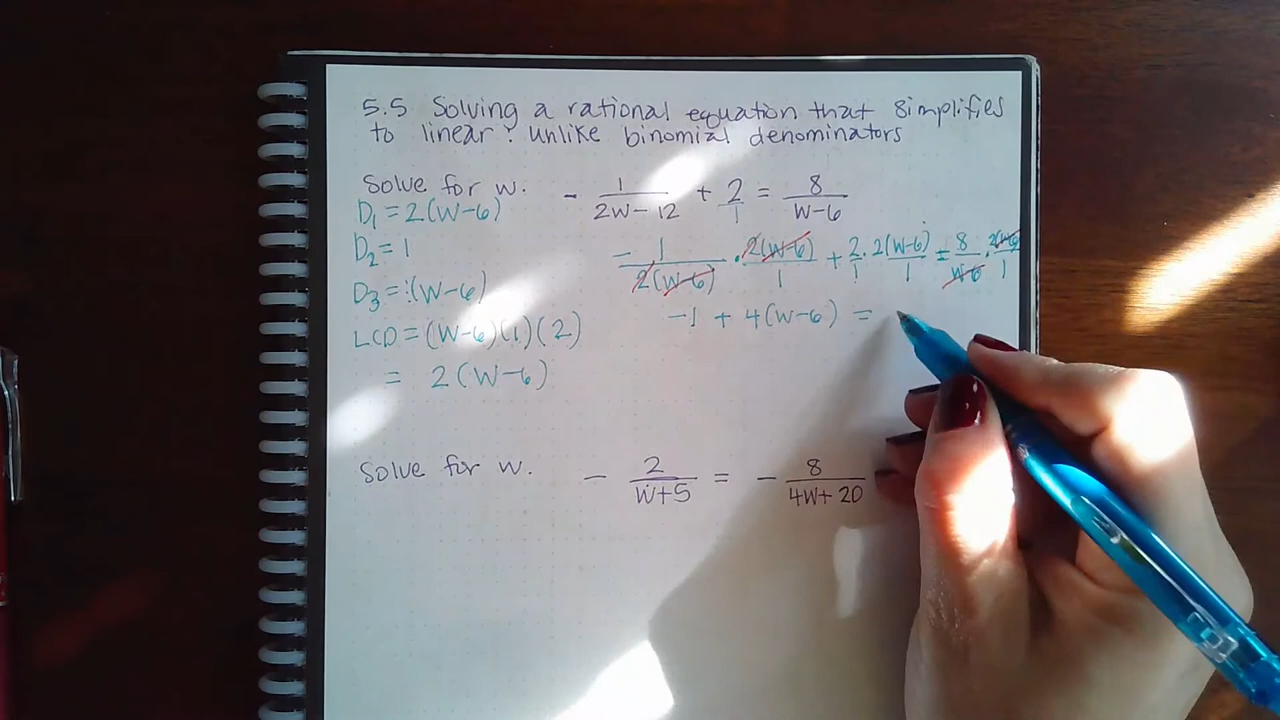 5.5 Solving a rational equation that simplifies
to linear: unlike binomial denominators
Solve for w. - 1/(2w-12) + 2/1 = 8/(w-6)
D₁ = 2(w-6)
D₂ = 1
D₃ = (w-6)
LCD = (w-6)(1)(2)
= 2(w-6)
-1/(2(w-6)) · 2(w-6)/1 + 2/1 · 2(w-6)/1 = 8/(w-6) · 2(w-6)/1
-1 + 4(w-6) =
Solve for w. - 2/(w+5) = - 8/(4w+20)